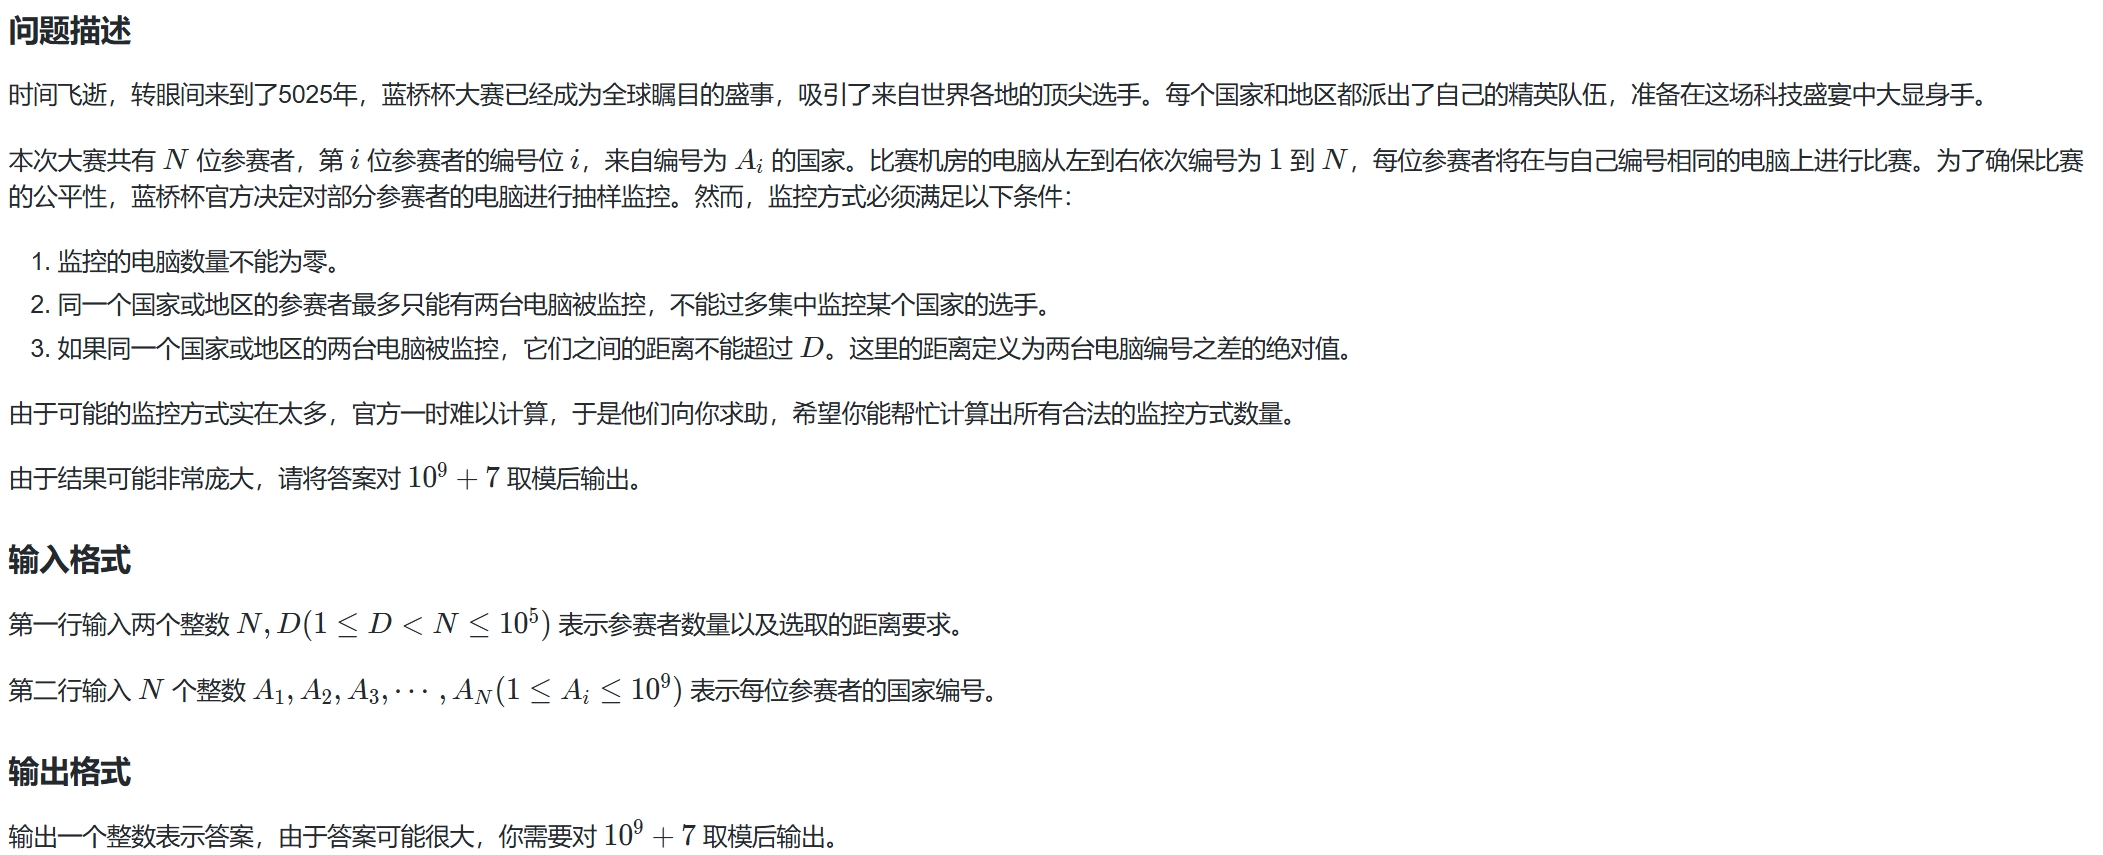 问题描述
时间飞逝，转眼间来到了5025年，蓝桥杯大赛已经成为全球瞩目的盛事，吸引了来自世界各地的顶尖选手。每个国家和地区都派出了自己的精英队伍，准备在这场科技盛宴中大显身手。
本次大赛共有 N 位参赛者，第 i 位参赛者的编号位 i，来自编号为 A_i 的国家。比赛机房的电脑从左到右依次编号为 1 到 N，每位参赛者将在与自己编号相同的电脑上进行比赛。为了确保比赛
的公平性，蓝桥杯官方决定对部分参赛者的电脑进行抽样监控。然而，监控方式必须满足以下条件：
1. 监控的电脑数量不能为零。
2. 同一个国家或地区的参赛者最多只能有两台电脑被监控，不能过多集中监控某个国家的选手。
3. 如果同一个国家或地区的两台电脑被监控，它们之间的距离不能超过 D。这里的距离定义为两台电脑编号之差的绝对值。
由于可能的监控方式实在太多，官方一时难以计算，于是他们向你求助，希望你能帮忙计算出所有合法的监控方式数量。
由于结果可能非常庞大，请将答案对 10^9 + 7 取模后输出。
输入格式
第一行输入两个整数 N, D(1 ≤ D < N ≤ 10^5) 表示参赛者数量以及选取的距离要求。
第二行输入 N 个整数 A_1, A_2, A_3, ⋯ , A_N(1 ≤ A_i ≤ 10^9) 表示每位参赛者的国家编号。
输出格式
输出一个整数表示答案，由于答案可能很大，你需要对 10^9 + 7 取模后输出。